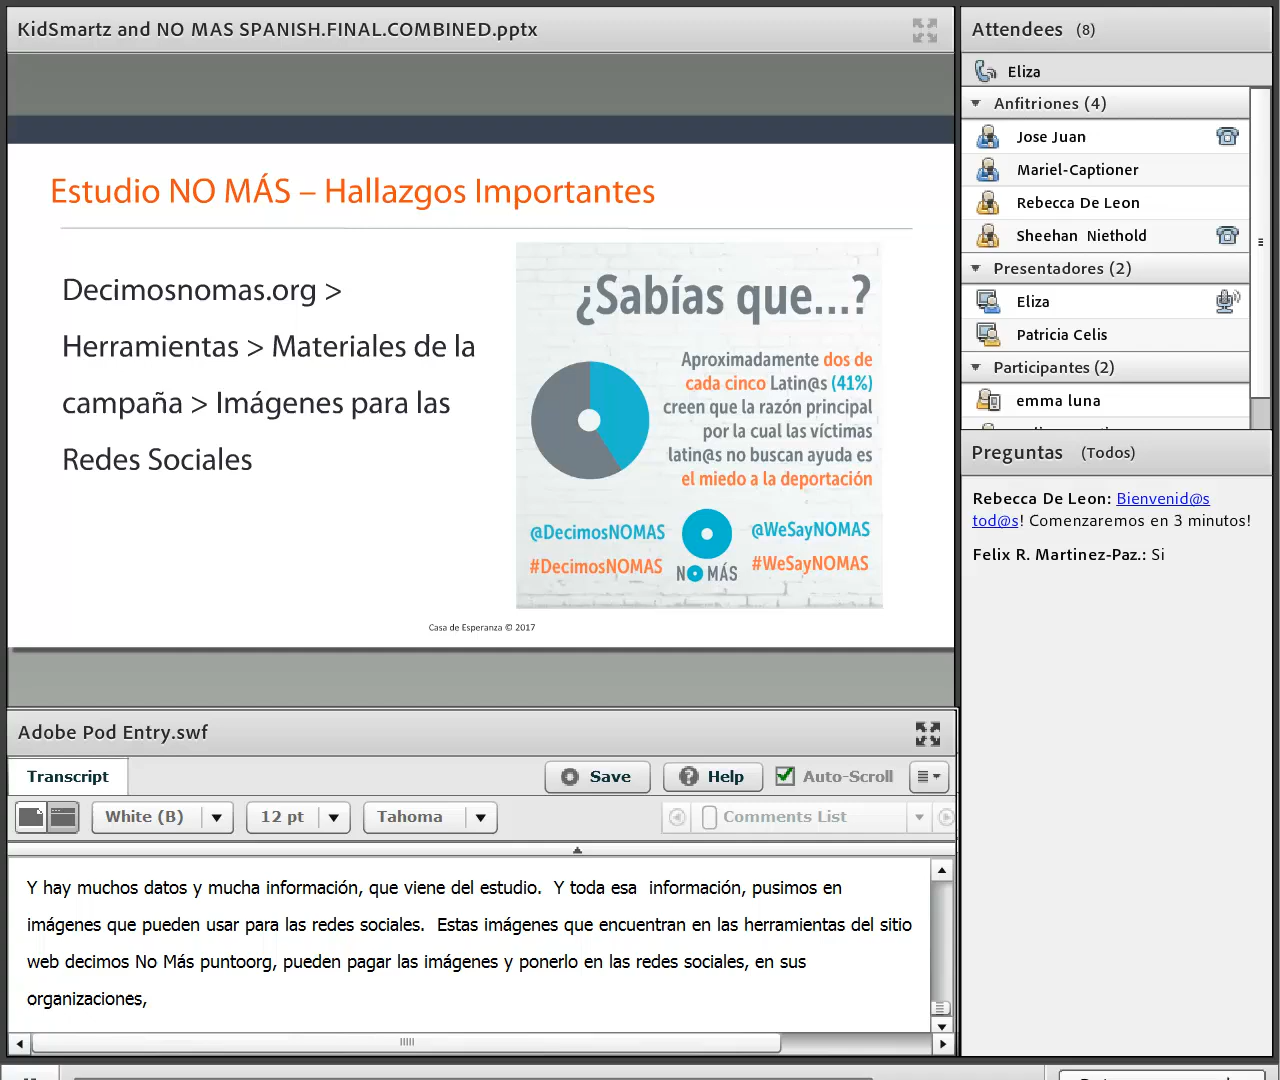 KidSmartz and NO MAS SPANISH.FINAL.COMBINED.pptx
Estudio NO MÁS – Hallazgos Importantes
Decimosnomas.org >
Herramientas > Materiales de la
campaña > Imágenes para las
Redes Sociales
¿Sabías que...?
Aproximadamente dos de
cada cinco Latin@s (41%)
creen que la razón principal
por la cual las víctimas
latin@s no buscan ayuda es
el miedo a la deportación
@DecimosNOMAS
@WeSayNOMAS
#DecimosNOMAS
#WeSayNOMAS
NO MÁS
Casa de Esperanza © 2017
Attendees (8)
Eliza
Anfitriones (4)
Jose Juan
Mariel-Captioner
Rebecca De Leon
Sheehan Niethold
Presentadores (2)
Eliza
Patricia Celis
Participantes (2)
emma luna
Preguntas (Todos)
Rebecca De Leon: Bienvenid@s
tod@s! Comenzaremos en 3 minutos!
Felix R. Martinez-Paz.: Si
Adobe Pod Entry.swf
Transcript
Save
Help
Auto-Scroll
White (B)
12 pt
Tahoma
Comments List
Y hay muchos datos y mucha información, que viene del estudio. Y toda esa información, pusimos en
imágenes que pueden usar para las redes sociales. Estas imágenes que encuentran en las herramientas del sitio
web decimos No Más puntoorg, pueden pagar las imágenes y ponerlo en las redes sociales, en sus
organizaciones,